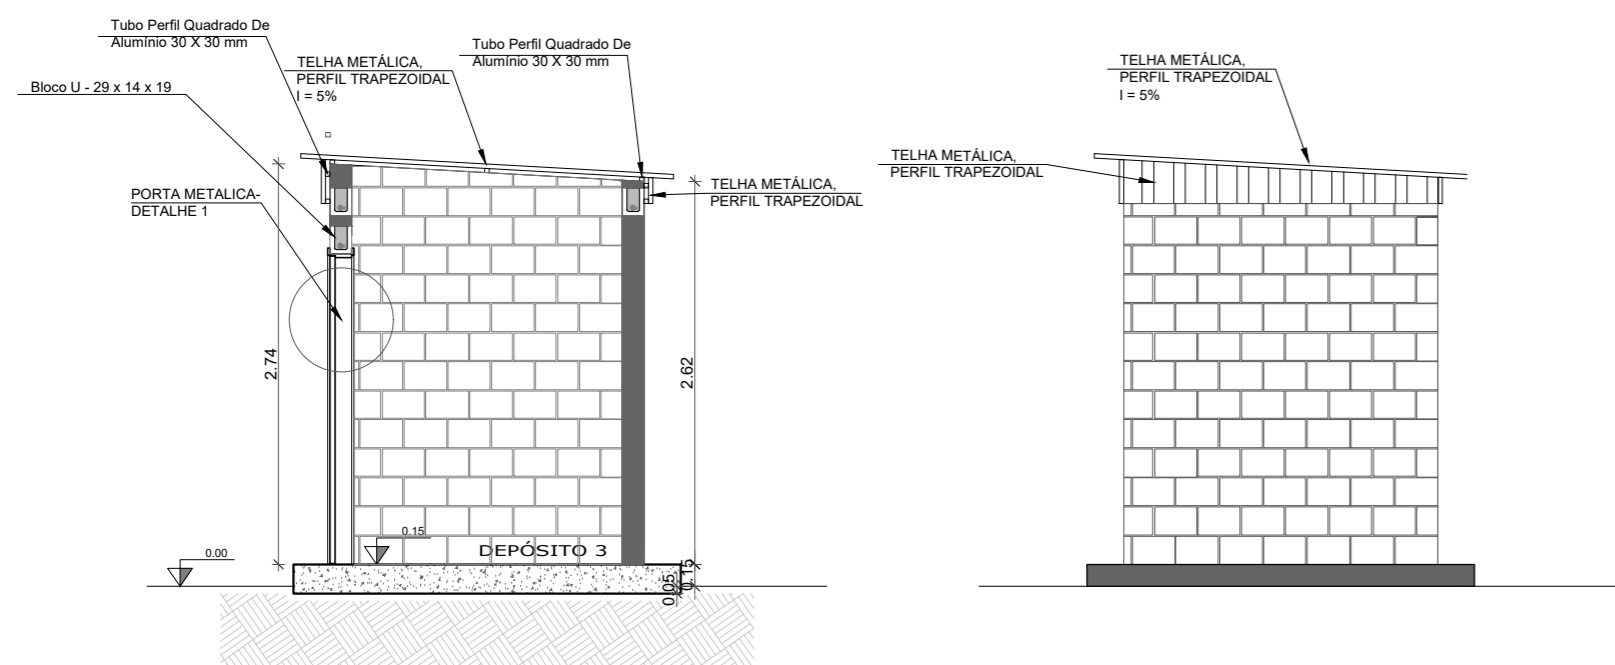 Tubo Perfil Quadrado De
Alumínio 30 X 30 mm
Tubo Perfil Quadrado De
Alumínio 30 X 30 mm
TELHA METÁLICA,
PERFIL TRAPEZOIDAL
I = 5%
Bloco U - 29 x 14 x 19
PORTA METALICA-
DETALHE 1
TELHA METÁLICA,
PERFIL TRAPEZOIDAL
2.74
2.62
0.15
DEPÓSITO 3
0.00
0.05
0.15
TELHA METÁLICA,
PERFIL TRAPEZOIDAL
I = 5%
TELHA METÁLICA,
PERFIL TRAPEZOIDAL